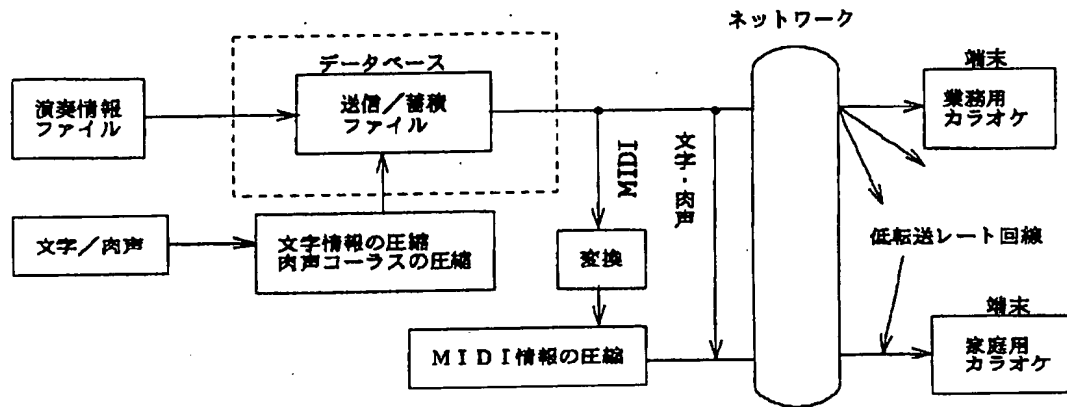 ネットワーク
データベース
演奏情報
ファイル
送信／蓄積
ファイル
端末
業務用
カラオケ
MIDI
文字・肉声
文字／肉声
文字情報の圧縮
肉声コーラスの圧縮
変換
低転送レート回線
ＭＩＤＩ情報の圧縮
端末
家庭用
カラオケ